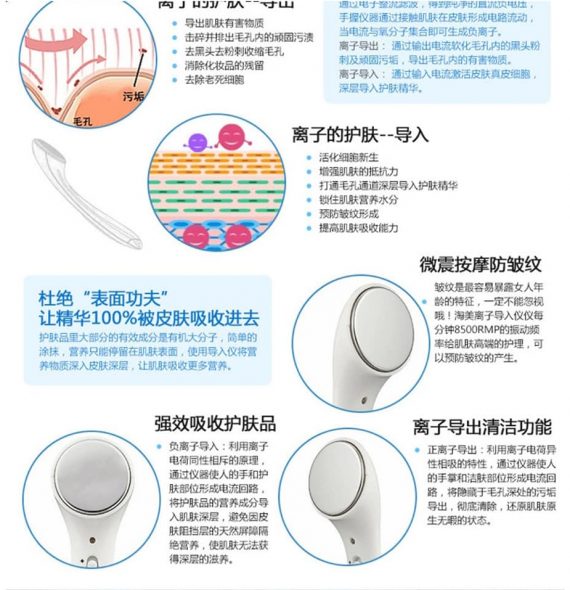 离子的护肤--导出
导出肌肤有害物质
击碎并排出毛孔内的顽固污渍
去黑头去粉刺收缩毛孔
消除化妆品的残留
去除老死细胞
污垢
毛孔
通过电子整流滤波，得到纯净的直流负电压，
手握仪器通过接触肌肤在皮肤形成电路流动，
当电流与氧分子集合即可生成负离子。
离子导出：通过输出电流软化毛孔内的黑头粉
刺及顽固污垢，导出毛孔内的有害物质。
离子导入：通过输入电流激活皮肤真皮细胞，
深层导入护肤精华。
离子的护肤--导入
活化细胞新生
增强肌肤的抵抗力
打通毛孔通道深层导入护肤精华
锁住肌肤营养水分
预防皱纹形成
提高肌肤吸收能力
微震按摩防皱纹
皱纹是最容易暴露女人年
龄的特征，一定不能忽视
哦！海美离子导入仪仅每
分钟8500RMP的振动频
率给肌肤高端的护理，可
以预防皱纹的产生。
杜绝“表面功夫”
让精华100%被皮肤吸收进去
护肤品里大部分的有效成分是有机大分子，简单的
涂抹，营养只能停留在肌肤表面，使用导入仪将营
养物质深入皮肤深层，让肌肤吸收更多营养。
强效吸收护肤品
负离子导入：利用离子
电荷同性相斥的原理，
通过仪器使人的手和护
肤部位形成电流回路，
将护肤品的营养成分导
入肌肤深层，避免因皮
肤阻挡层的天然屏障隔
绝营养，使肌肤无法获
得深层的滋养。
离子导出清洁功能
正离子导出：利用离子电荷异
性相吸的特性，通过仪器使人
的手掌和洁肤部位形成电流回
路，将隐藏于毛孔深处的污垢
导出，彻底清除，还原肌肤原
生无暇的状态。